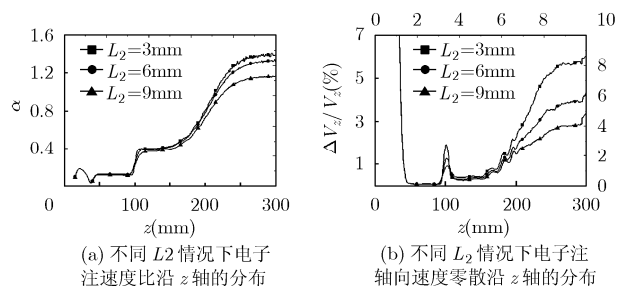 1.6
1.2
0.8
0.4
α
L₂=3mm
L₂=6mm
L₂=9mm
0 100 200 300
z(mm)
(a) 不同 L2 情况下电子
注速度比沿 z 轴的分布
0 2 4 6 8 10
7
5
3
1
ΔV_z/V_z(%)
L₂=3mm
L₂=6mm
L₂=9mm
8
6
4
2
0
0 100 200 300
z(mm)
(b) 不同 L₂ 情况下电子注
轴向速度零散沿 z 轴的分布